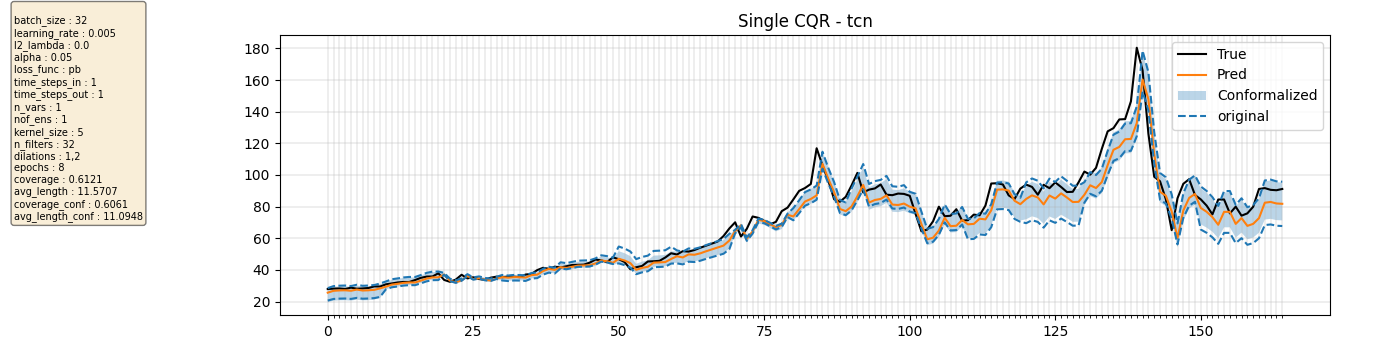 batch_size : 32
learning_rate : 0.005
l2_lambda : 0.0
alpha : 0.05
loss_func : pb
time_steps_in : 1
time_steps_out : 1
n_vars : 1
nof_ens : 1
kernel_size : 5
n_filters : 32
dilations : 1,2
epochs : 8
coverage : 0.6121
avg_length : 11.5707
coverage_conf : 0.6061
avg_length_conf : 11.0948
Single CQR - tcn
180
160
140
120
100
80
60
40
20
True
Pred
Conformalized
original
0 25 50 75 100 125 150